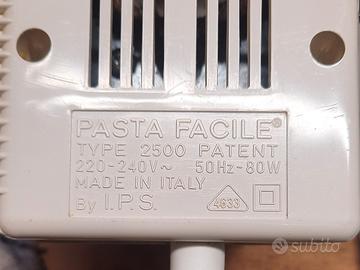 PASTA FACILE®
TYPE 2500 PATENT
220-240V~ 50Hz-80W
MADE IN ITALY
By I.P.S.
4633
subito